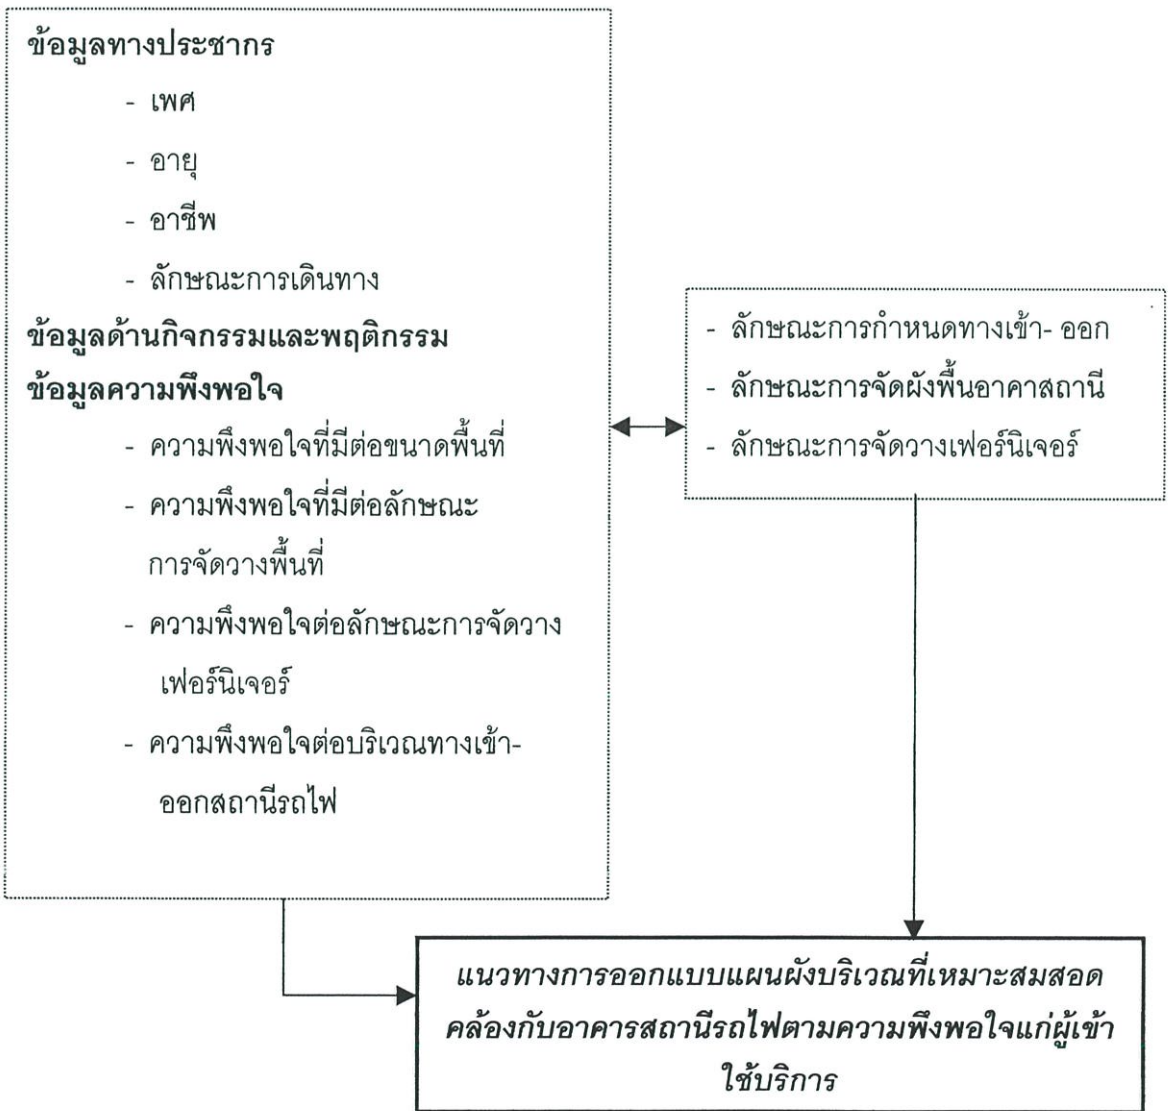 ข้อมูลทางประชากร
- เพศ
- อายุ
- อาชีพ
- ลักษณะการเดินทาง
ข้อมูลด้านกิจกรรมและพฤติกรรม
ข้อมูลความพึงพอใจ
- ความพึงพอใจที่มีต่อขนาดพื้นที่
- ความพึงพอใจที่มีต่อลักษณะ
การจัดวางพื้นที่
- ความพึงพอใจต่อลักษณะการจัดวาง
เฟอร์นิเจอร์
- ความพึงพอใจต่อบริเวณทางเข้า-
ออกสถานีรถไฟ
- ลักษณะการกำหนดทางเข้า- ออก
- ลักษณะการจัดผังพื้นอาคาสถานี
- ลักษณะการจัดวางเฟอร์นิเจอร์
แนวทางการออกแบบแผนผังบริเวณที่เหมาะสมสอด
คล้องกับอาคารสถานีรถไฟตามความพึงพอใจแก่ผู้เข้า
ใช้บริการ